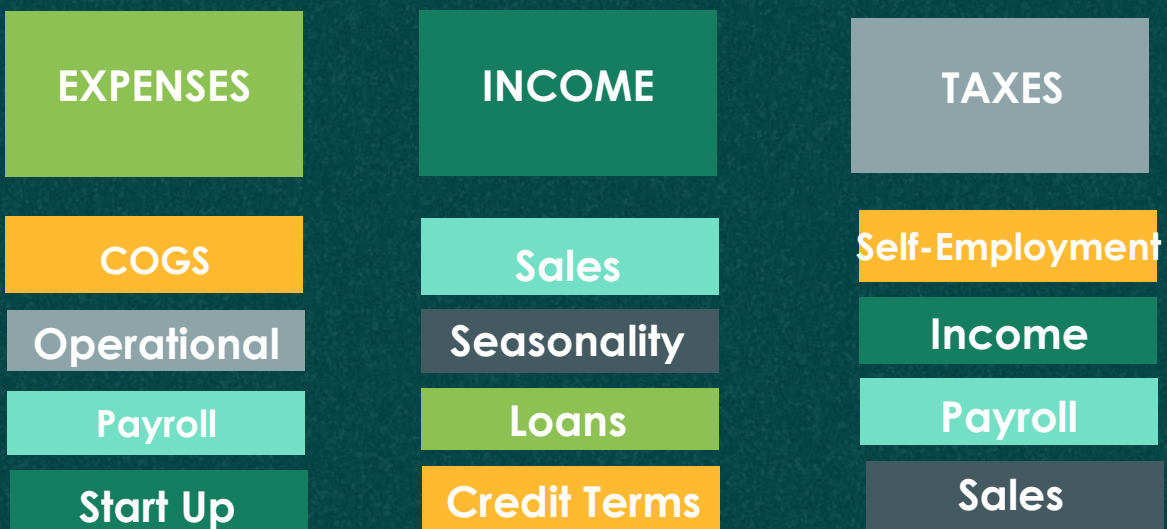 EXPENSES
COGS
Operational
Payroll
Start Up
INCOME
Sales
Seasonality
Loans
Credit Terms
TAXES
Self-Employment
Income
Payroll
Sales